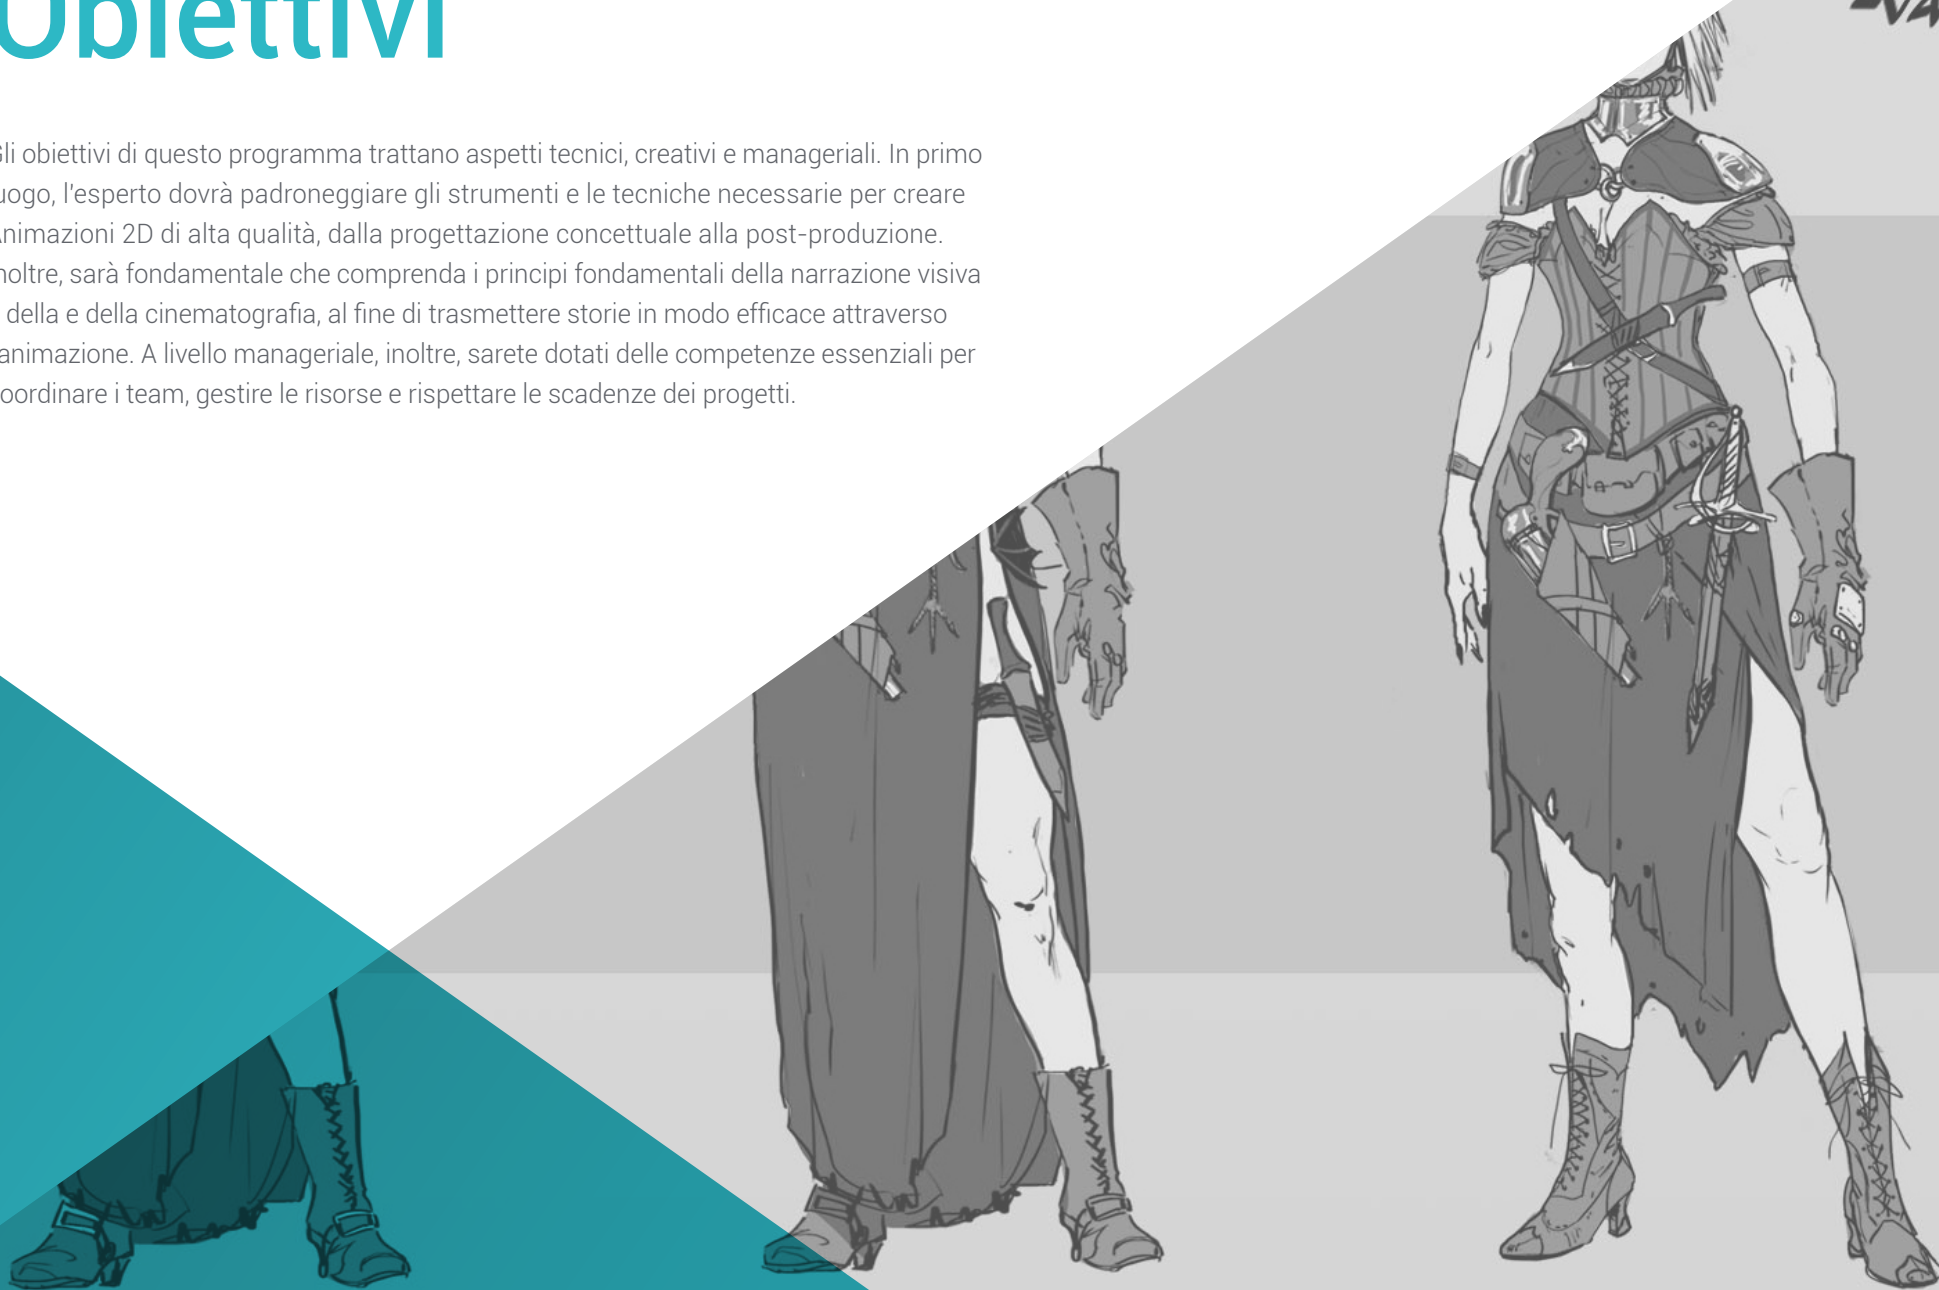 Obiettivi
Gli obiettivi di questo programma trattano aspetti tecnici, creativi e manageriali. In primo
luogo, l'esperto dovrà padroneggiare gli strumenti e le tecniche necessarie per creare
Animazioni 2D di alta qualità, dalla progettazione concettuale alla post-produzione.
Inoltre, sarà fondamentale che comprenda i principi fondamentali della narrazione visiva
della e della cinematografia, al fine di trasmettere storie in modo efficace attraverso
l'animazione. A livello manageriale, inoltre, sarete dotati delle competenze essenziali per
coordinare i team, gestire le risorse e rispettare le scadenze dei progetti.